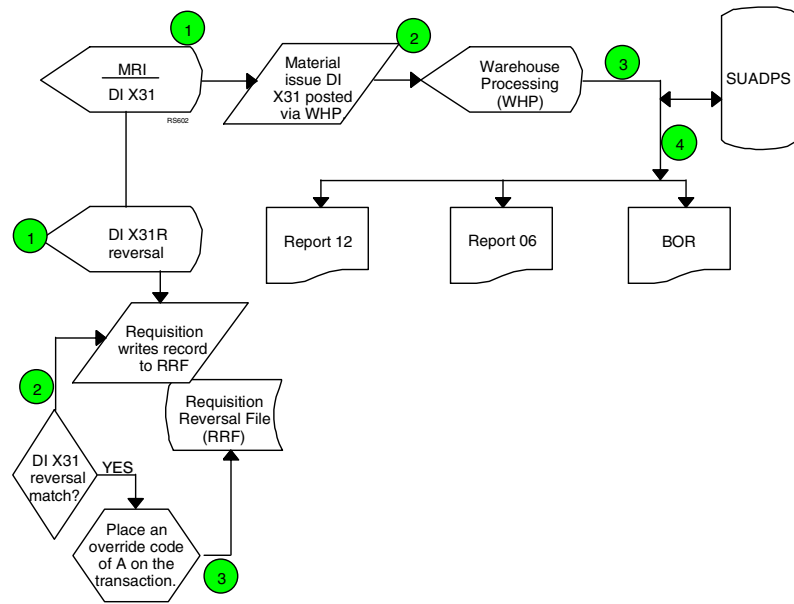 1
2
3
MRI
DI X31
RS602
Material
issue DI
X31 posted
via WHP.
Warehouse
Processing
(WHP)
SUADPS
4
1
DI X31R
reversal
Report 12
Report 06
BOR
Requisition
writes record
to RRF
2
Requisition
Reversal File
(RRF)
DI X31
reversal
match?
YES
Place an
override code
of A on the
transaction.
3